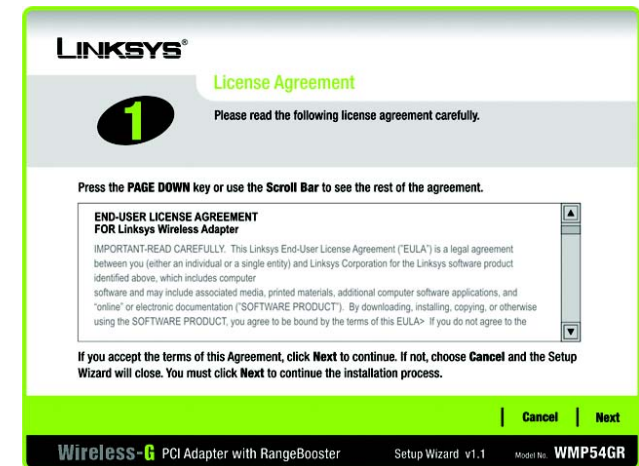 LINKSYS®
License Agreement
1
Please read the following license agreement carefully.
Press the PAGE DOWN key or use the Scroll Bar to see the rest of the agreement.
END-USER LICENSE AGREEMENT
FOR Linksys Wireless Adapter
IMPORTANT-READ CAREFULLY. This Linksys End-User License Agreement ("EULA") is a legal agreement
between you (either an individual or a single entity) and Linksys Corporation for the Linksys software product
identified above, which includes computer
software and may include associated media, printed materials, additional computer software applications, and
"online" or electronic documentation ("SOFTWARE PRODUCT"). By downloading, installing, copying, or otherwise
using the SOFTWARE PRODUCT, you agree to be bound by the terms of this EULA> If you do not agree to the
If you accept the terms of this Agreement, click Next to continue. If not, choose Cancel and the Setup
Wizard will close. You must click Next to continue the installation process.
Cancel Next
Wireless-G PCI Adapter with RangeBooster Setup Wizard v1.1 Model No. WMP54GR